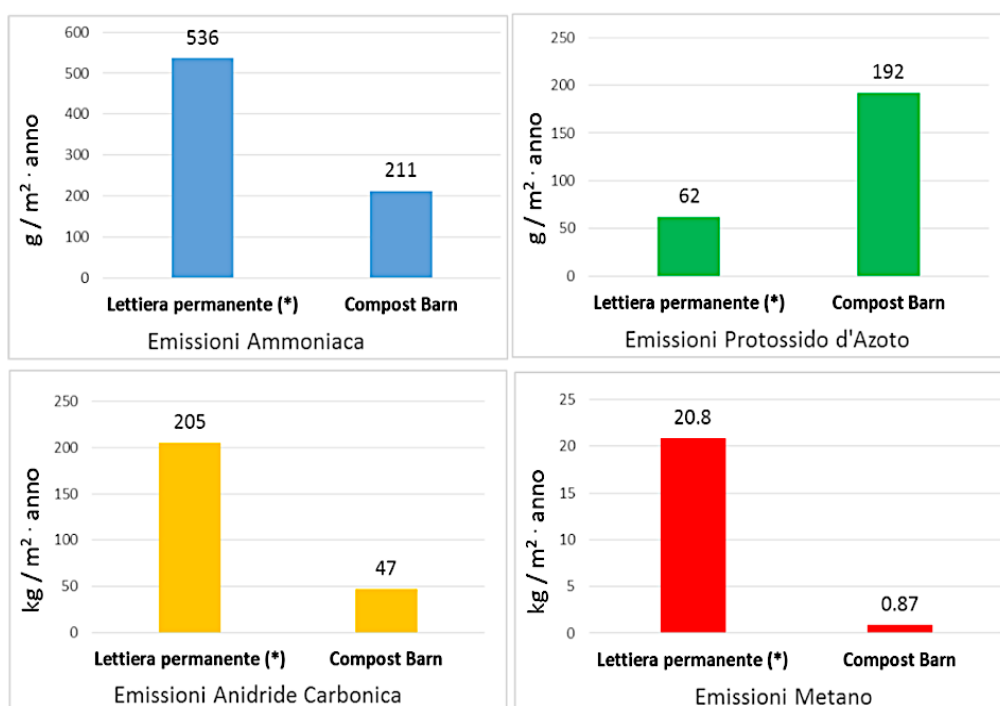 600
500
400
300
200
100
0
g / m² · anno
536
211
Lettiera permanente (*) Compost Barn
Emissioni Ammoniaca
250
200
150
100
50
0
g / m² · anno
62
192
Lettiera permanente (*) Compost Barn
Emissioni Protossido d'Azoto
250
200
150
100
50
0
kg / m² · anno
205
47
Lettiera permanente (*) Compost Barn
Emissioni Anidride Carbonica
25
20
15
10
5
0
kg / m² · anno
20.8
0.87
Lettiera permanente (*) Compost Barn
Emissioni Metano